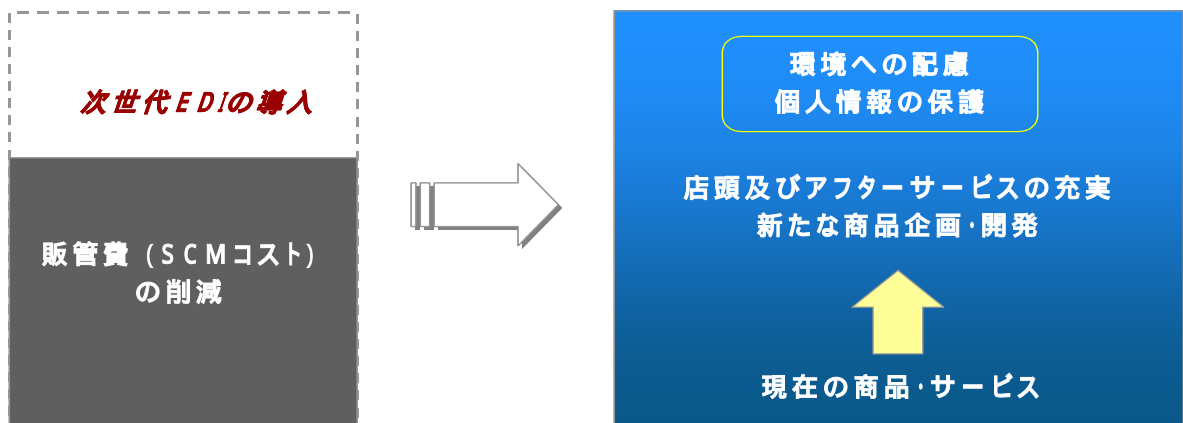 次世代EDIの導入
販管費（SCMコスト）
の削減
環境への配慮
個人情報の保護
店頭及びアフターサービスの充実
新たな商品企画・開発
現在の商品・サービス